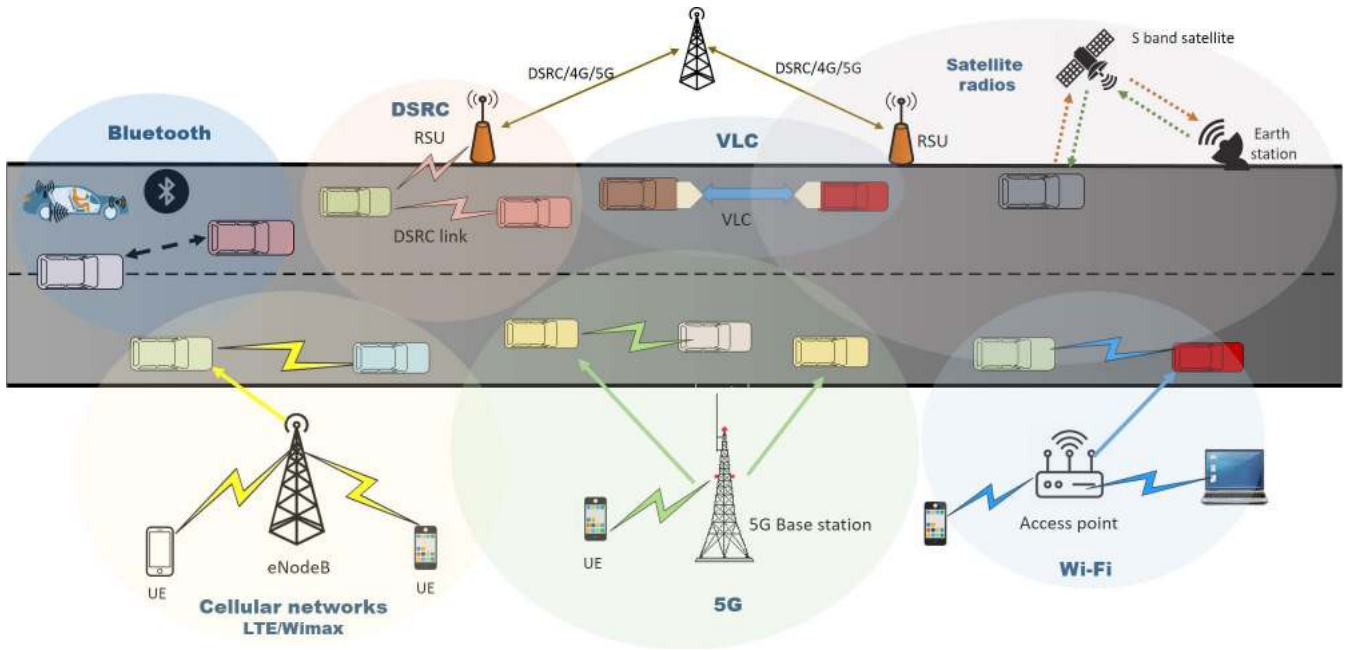 S band satellite
DSRC/4G/5G
DSRC/4G/5G
Satellite
radios
DSRC
RSU
Bluetooth
VLC
RSU
Earth
station
VLC
DSRC link
5G Base station
Access point
UE
eNodeB
UE
UE
Wi-Fi
Cellular networks
LTE/Wimax
5G